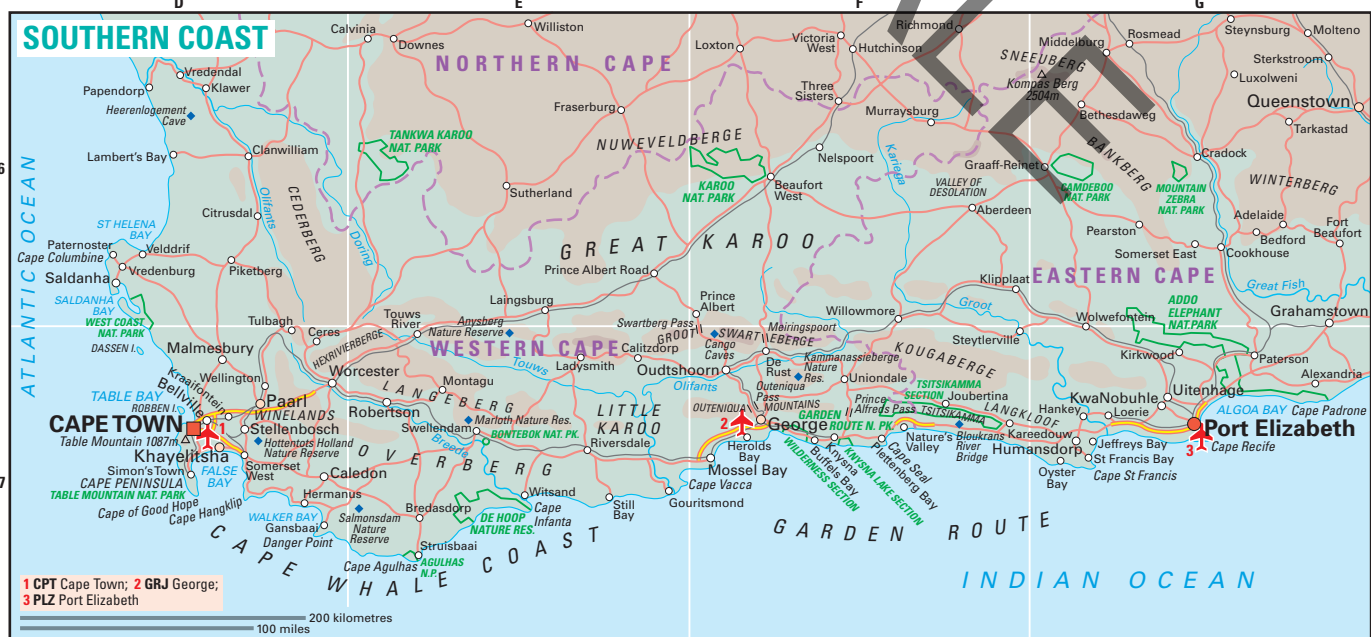 D
E
F
G
SOUTHERN COAST
Calvinia
Downes
Williston
NORTHERN CAPE
Loxton
Victoria
West
Hutchinson
Richmond
Middelburg
Rosmead
Steynsburg
Molteno
SNEEUBERG
Kompas Berg
2504m
Sterkstroom
Luxolweni
Queenstown
Vredendal
Papendorp
Klawer
Heerenlogement
Cave
Fraserburg
Three
Sisters
Murraysburg
Bethesdaweg
Tarkastad
TANKWA KAROO
NAT. PARK
NUWEVELDBERGE
Lambert's Bay
Clanwilliam
Nelspoort
Kariega
Graaff-Reinet
BANKBERG
Cradock
6
ATLANTIC OCEAN
Olifants
CEDERBERG
Sutherland
KAROO
NAT. PARK
Beaufort
West
VALLEY OF
DESOLATION
CAMDEBOO
NAT. PARK
MOUNTAIN
ZEBRA
NAT. PARK
WINTERBERG
Citrusdal
Aberdeen
ST HELENA
BAY
Doring
Pearston
Adelaide
Bedford
Fort
Beaufort
Paternoster
Cape Columbine
Velddrif
Vredenburg
Piketberg
GREAT KAROO
Somerset East
Cookhouse
Saldanha
Prince Albert Road
Klipplaat
EASTERN CAPE
SALDANHA
BAY
WEST COAST
NAT. PARK
Laingsburg
Prince
Albert
Willowmore
Groot
ADDO
ELEPHANT
NAT.PARK
Great Fish
DASSEN I.
Tulbagh
Ceres
Touws
River
Anysberg
Nature Reserve
Swartberg Pass
GROOT
SWARTBERGE
Meiringspoort
Wolwefontein
Grahamstown
HEXRIVIERBERGE
WESTERN CAPE
Calitzdorp
Cango
Caves
Steytlerville
Malmesbury
Touws
Ladysmith
Oudtshoorn
De
Rust
Kammanassieberge
Nature
Res.
KOUGABERGE
Kirkwood
Paterson
Wellington
Worcester
LANGEBERG
Montagu
Olifants
Outeniqua
Pass
Uniondale
TSITSIKAMMA
SECTION
Joubertina
Uitenhage
Alexandria
Kraaifontein
Bellville
Paarl
TABLE BAY
ROBBEN I.
WINELANDS
Robertson
LITTLE
KAROO
OUTENIQUA
MOUNTAINS
Prince
Alfreds Pass
TSITSIKAMMA
LANGKLOOF
Hankey
KwaNobuhle
Loerie
ALGOA BAY
Cape Padrone
CAPE TOWN
1
Stellenbosch
Swellendam
Marloth Nature Res.
2
George
GARDEN
ROUTE N. PK.
Kareedouw
Port Elizabeth
Table Mountain 1087m
Hottentots Holland
Nature Reserve
BONTEBOK NAT. PK.
Riversdale
Herolds
Bay
Nature's
Valley
Bloukrans
River
Bridge
Humansdorp
Jeffreys Bay
3
Cape Recife
Khayelitsha
Breede
OVERBERG
Mossel Bay
WILDERNESS SECTION
Buffels Bay
Knysna
KNYSNA LAKE SECTION
Plettenberg Bay
Cape Seal
St Francis Bay
Simon'sTown
FALSE
BAY
Somerset
West
Caledon
Cape Vacca
Oyster
Bay
Cape St Francis
7
CAPE PENINSULA
TABLE MOUNTAIN NAT. PARK
Cape of Good Hope
Cape Hangklip
Hermanus
Witsand
Cape
Infanta
Still
Bay
Gouritsmond
WALKER BAY
Gansbaai
Danger Point
Salmonsdam
Nature
Reserve
Bredasdorp
DE HOOP
NATURE RES.
GARDEN ROUTE
Struisbaai
Cape Agulhas
AGULHAS
N.P.
CAPE WHALE COAST
INDIAN OCEAN
1 CPT Cape Town; 2 GRJ George;
3 PLZ Port Elizabeth
200 kilometres
100 miles